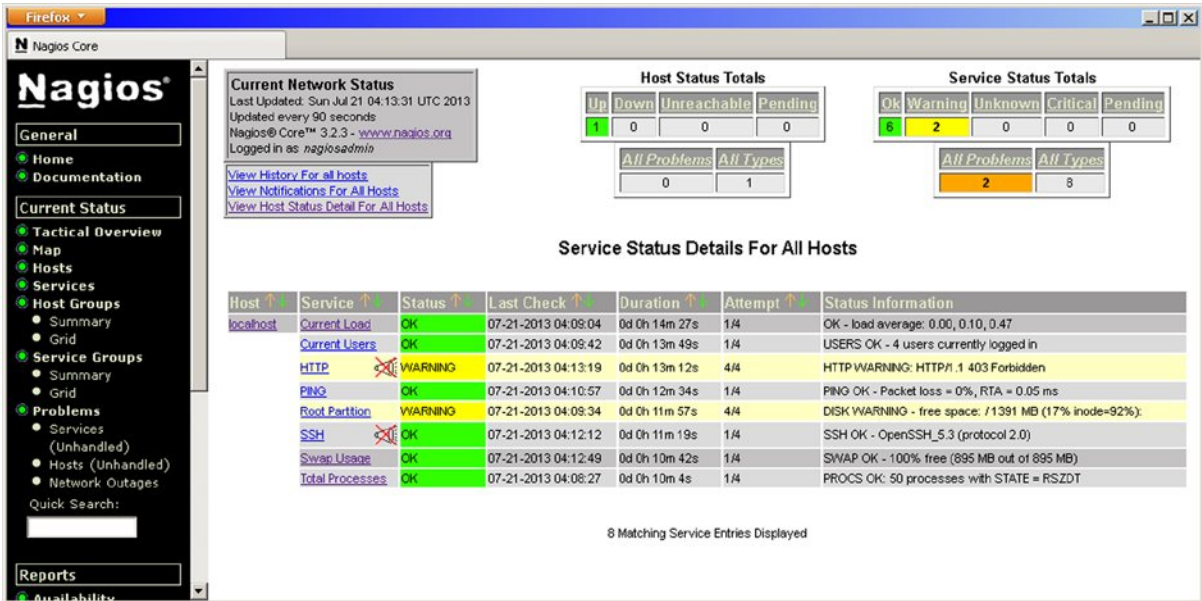 Firefox
Nagios Core
Nagios®
General
Home
Documentation
Current Status
Tactical Overview
Map
Hosts
Services
Host Groups
Summary
Grid
Service Groups
Summary
Grid
Problems
Services
(Unhandled)
Hosts (Unhandled)
Network Outages
Quick Search:
Reports
Availability
Current Network Status
Last Updated: Sun Jul 21 04:13:31 UTC 2013
Updated every 90 seconds
Nagios® Core™ 3.2.3 - www.nagios.org
Logged in as nagiosadmin
View History For all hosts
View Notifications For All Hosts
View Host Status Detail For All Hosts
Host Status Totals
Up Down Unreachable Pending
1 0 0 0
All Problems All Types
0 1
Service Status Totals
Ok Warning Unknown Critical Pending
6 2 0 0 0
All Problems All Types
2 8
Service Status Details For All Hosts
Host Service Status Last Check Duration Attempt Status Information
localhost Current Load OK 07-21-2013 04:09:04 0d 0h 14m 27s 1/4 OK - load average: 0.00, 0.10, 0.47
Current Users OK 07-21-2013 04:09:42 0d 0h 13m 49s 1/4 USERS OK - 4 users currently logged in
HTTP WARNING 07-21-2013 04:13:19 0d 0h 13m 12s 4/4 HTTP WARNING: HTTP/1.1 403 Forbidden
PING OK 07-21-2013 04:10:57 0d 0h 12m 34s 1/4 PING OK - Packet loss = 0%, RTA = 0.05 ms
Root Partition WARNING 07-21-2013 04:09:34 0d 0h 11m 57s 4/4 DISK WARNING - free space: / 1391 MB (17% inode=92%):
SSH OK 07-21-2013 04:12:12 0d 0h 11m 19s 1/4 SSH OK - OpenSSH_5.3 (protocol 2.0)
Swap Usage OK 07-21-2013 04:12:49 0d 0h 10m 42s 1/4 SWAP OK - 100% free (895 MB out of 895 MB)
Total Processes OK 07-21-2013 04:08:27 0d 0h 10m 4s 1/4 PROCS OK: 50 processes with STATE = RSZDT
8 Matching Service Entries Displayed